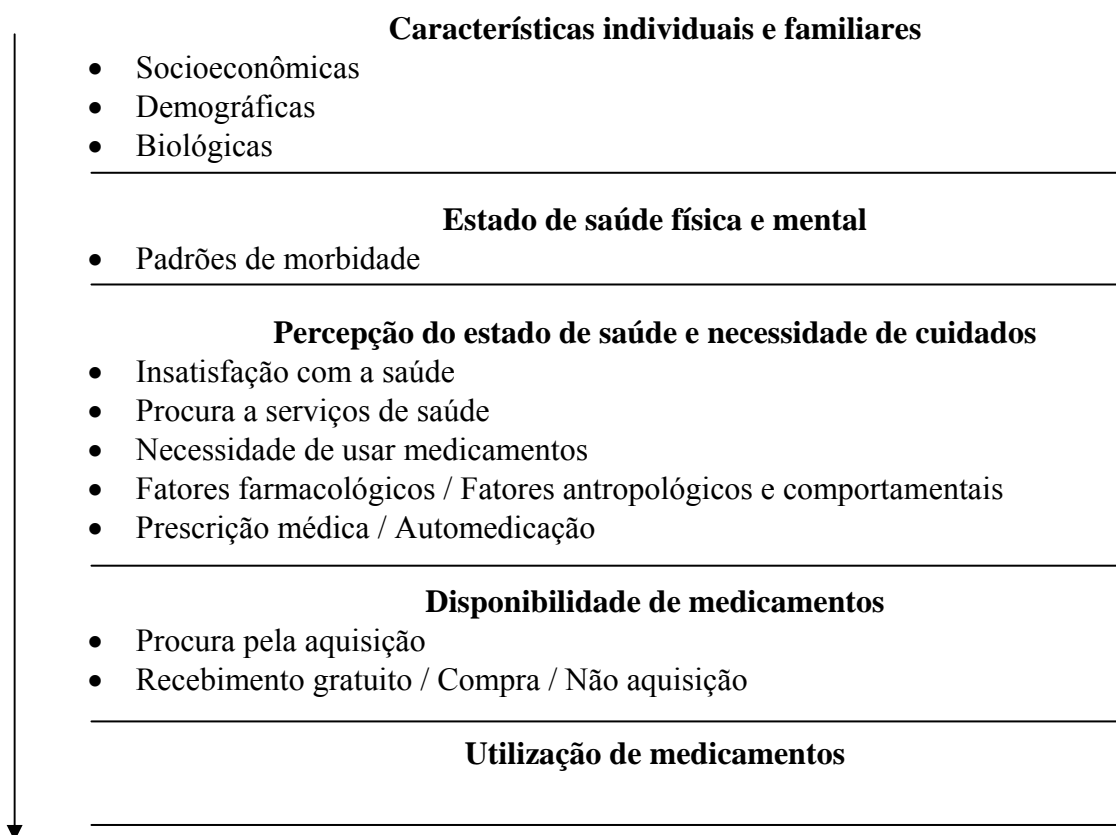 Características individuais e familiares
• Socioeconômicas
• Demográficas
• Biológicas
Estado de saúde física e mental
• Padrões de morbidade
Percepção do estado de saúde e necessidade de cuidados
• Insatisfação com a saúde
• Procura a serviços de saúde
• Necessidade de usar medicamentos
• Fatores farmacológicos / Fatores antropológicos e comportamentais
• Prescrição médica / Automedicação
Disponibilidade de medicamentos
• Procura pela aquisição
• Recebimento gratuito / Compra / Não aquisição
Utilização de medicamentos